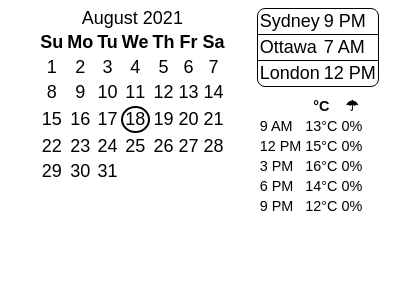 August 2021
Su Mo Tu We Th Fr Sa
1 2 3 4 5 6 7
8 9 10 11 12 13 14
15 16 17 18 19 20 21
22 23 24 25 26 27 28
29 30 31
Sydney 9 PM
Ottawa 7 AM
London 12 PM
°C ☂
9 AM 13°C 0%
12 PM 15°C 0%
3 PM 16°C 0%
6 PM 14°C 0%
9 PM 12°C 0%